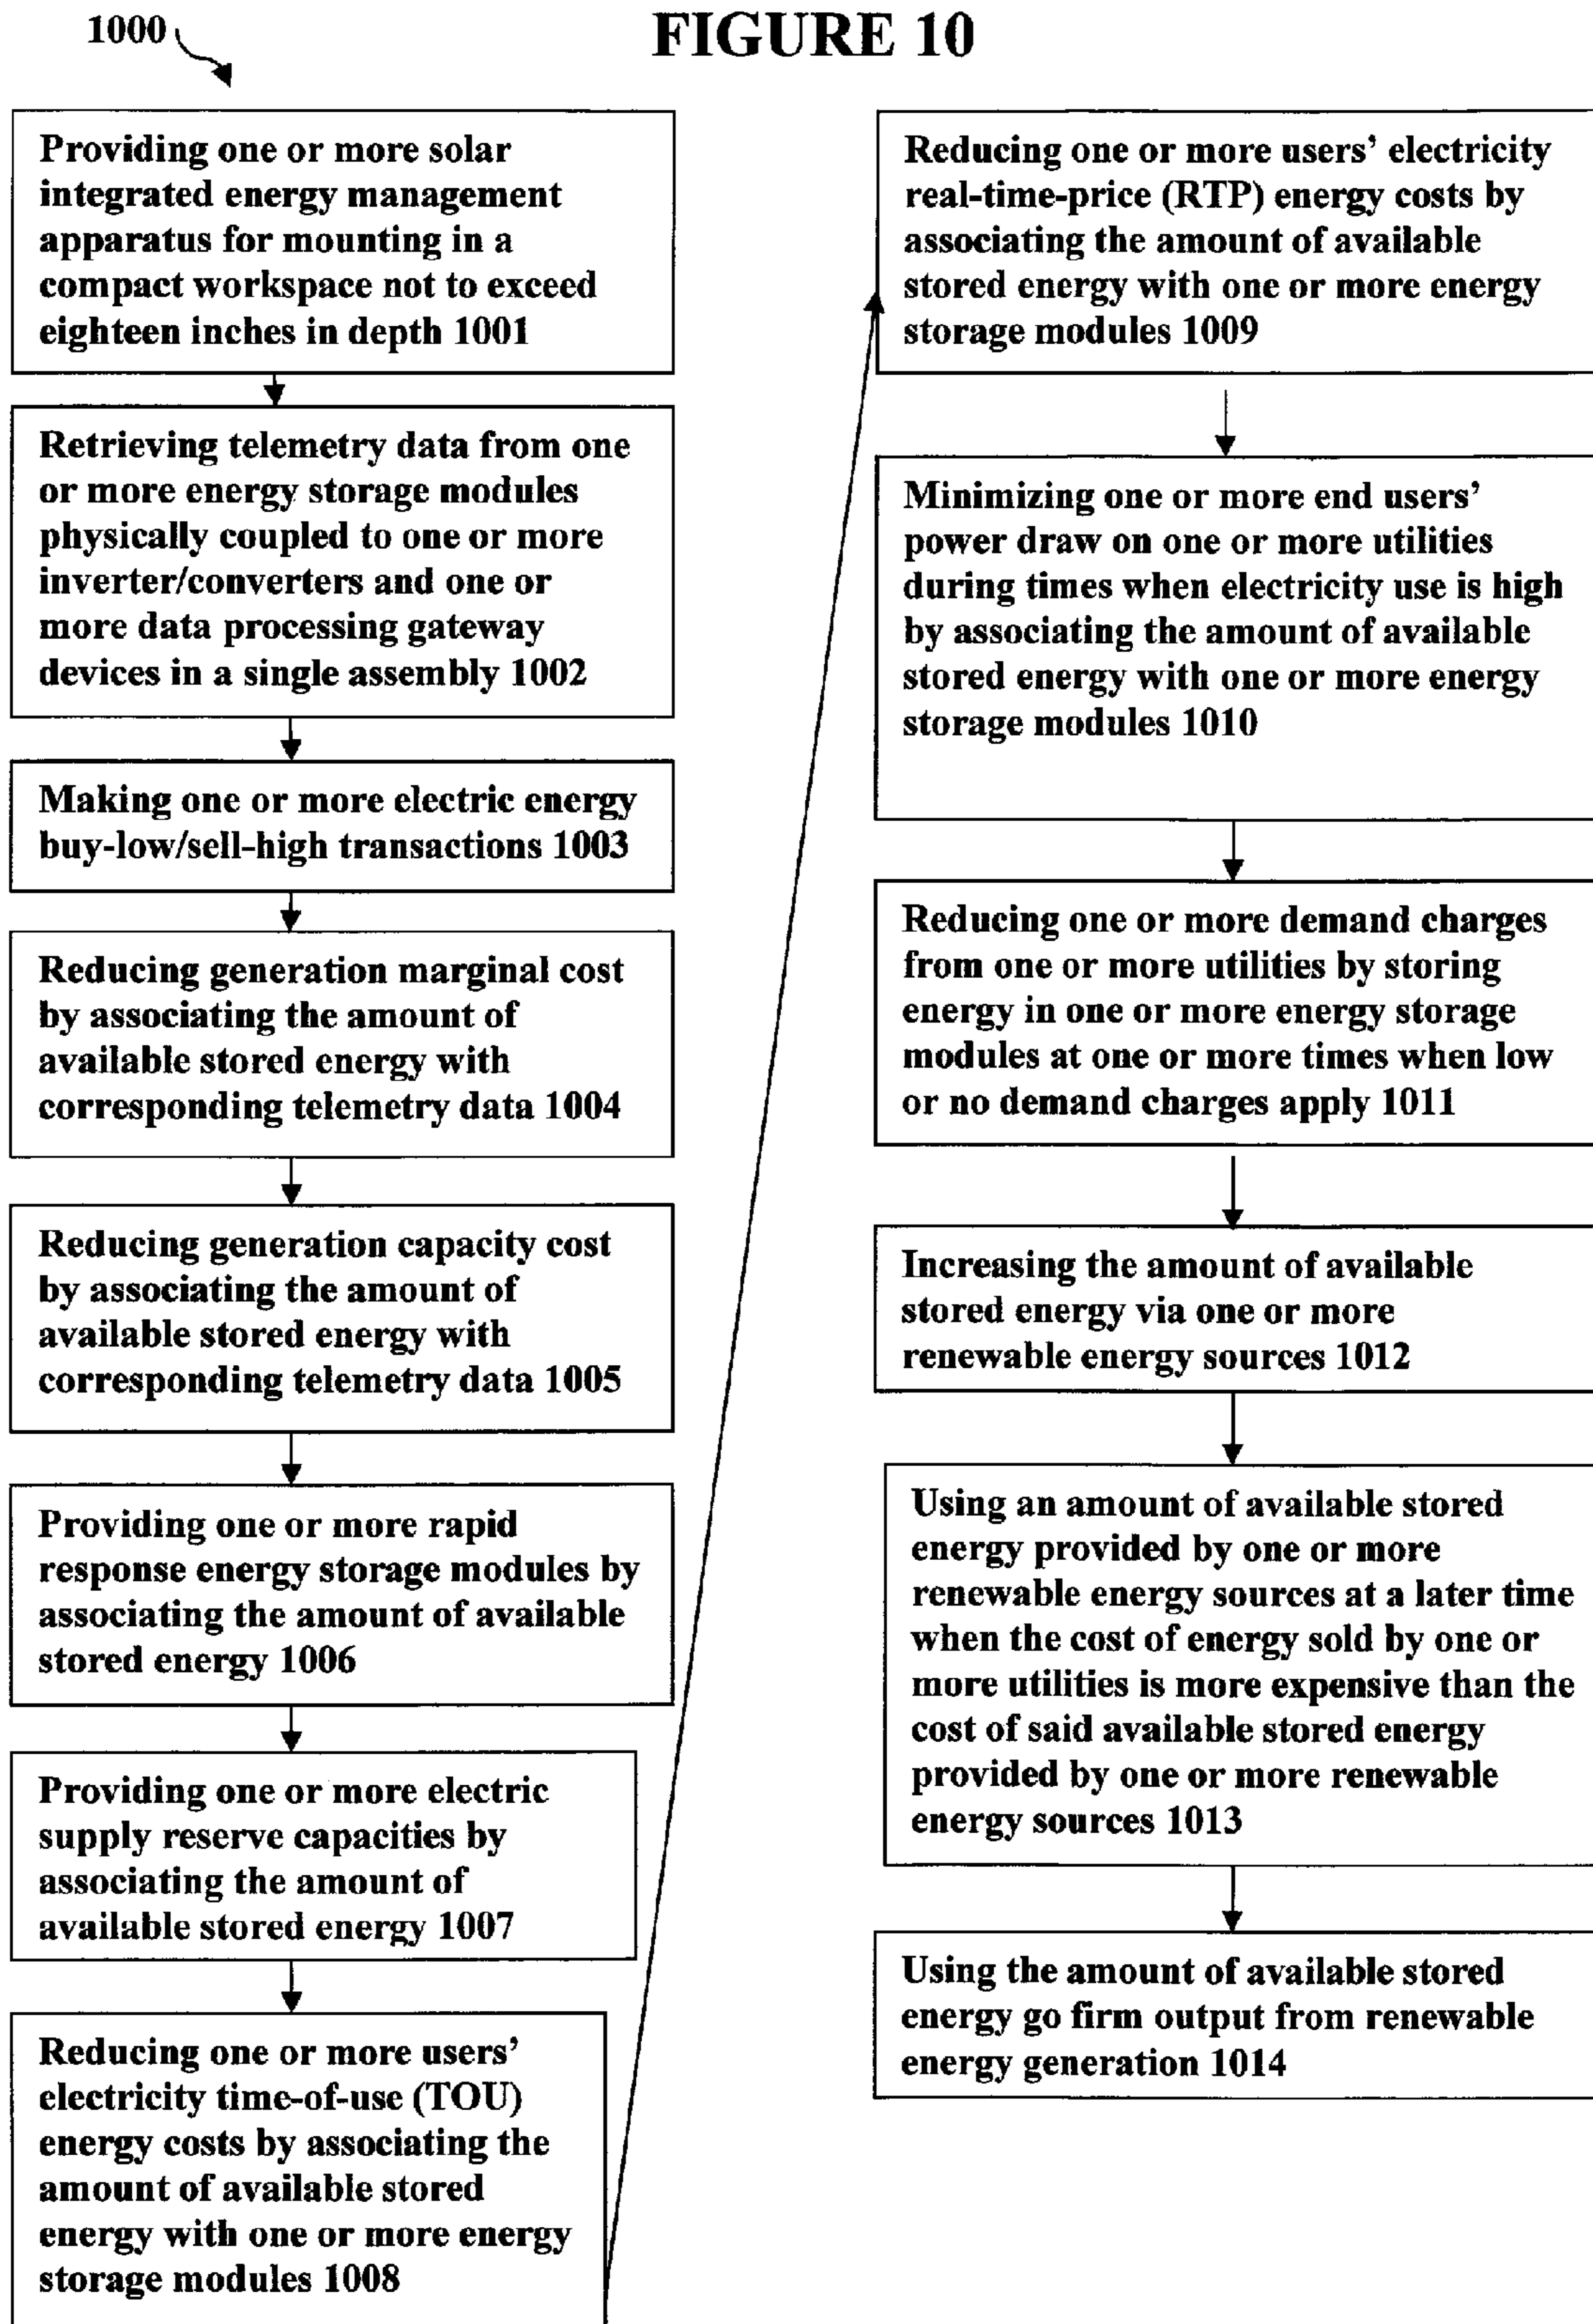 1000
FIGURE 10
Providing one or more solar
integrated energy management
apparatus for mounting in a
compact workspace not to exceed
eighteen inches in depth 1001
Retrieving telemetry data from one
or more energy storage modules
physically coupled to one or more
inverter/converters and one or
more data processing gateway
devices in a single assembly 1002
Making one or more electric energy
buy-low/sell-high transactions 1003
Reducing generation marginal cost
by associating the amount of
available stored energy with
corresponding telemetry data 1004
Reducing generation capacity cost
by associating the amount of
available stored energy with
corresponding telemetry data 1005
Providing one or more rapid
response energy storage modules by
associating the amount of available
stored energy 1006
Providing one or more electric
supply reserve capacities by
associating the amount of
available stored energy 1007
Reducing one or more users’
electricity time-of-use (TOU)
energy costs by associating the
amount of available stored
energy with one or more energy
storage modules 1008
Reducing one or more users’ electricity
real-time-price (RTP) energy costs by
associating the amount of available
stored energy with one or more energy
storage modules 1009
Minimizing one or more end users’
power draw on one or more utilities
during times when electricity use is high
by associating the amount of available
stored energy with one or more energy
storage modules 1010
Reducing one or more demand charges
from one or more utilities by storing
energy in one or more energy storage
modules at one or more times when low
or no demand charges apply 1011
Increasing the amount of available
stored energy via one or more
renewable energy sources 1012
Using an amount of available stored
energy provided by one or more
renewable energy sources at a later time
when the cost of energy sold by one or
more utilities is more expensive than the
cost of said available stored energy
provided by one or more renewable
energy sources 1013
Using the amount of available stored
energy go firm output from renewable
energy generation 1014